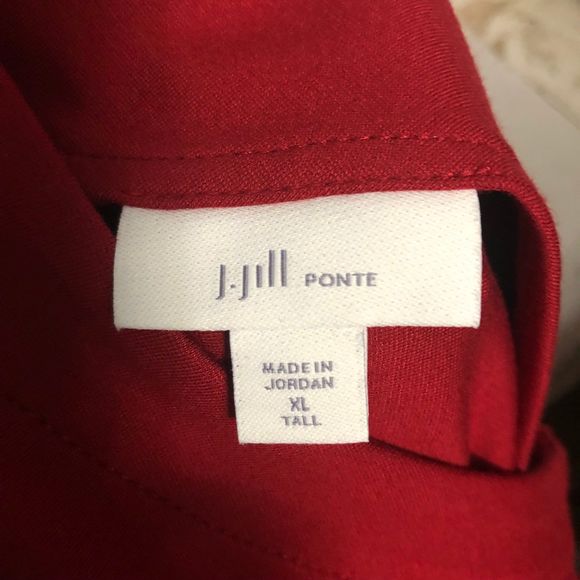 J.Jill PONTE
MADE IN
JORDAN
XL
TALL